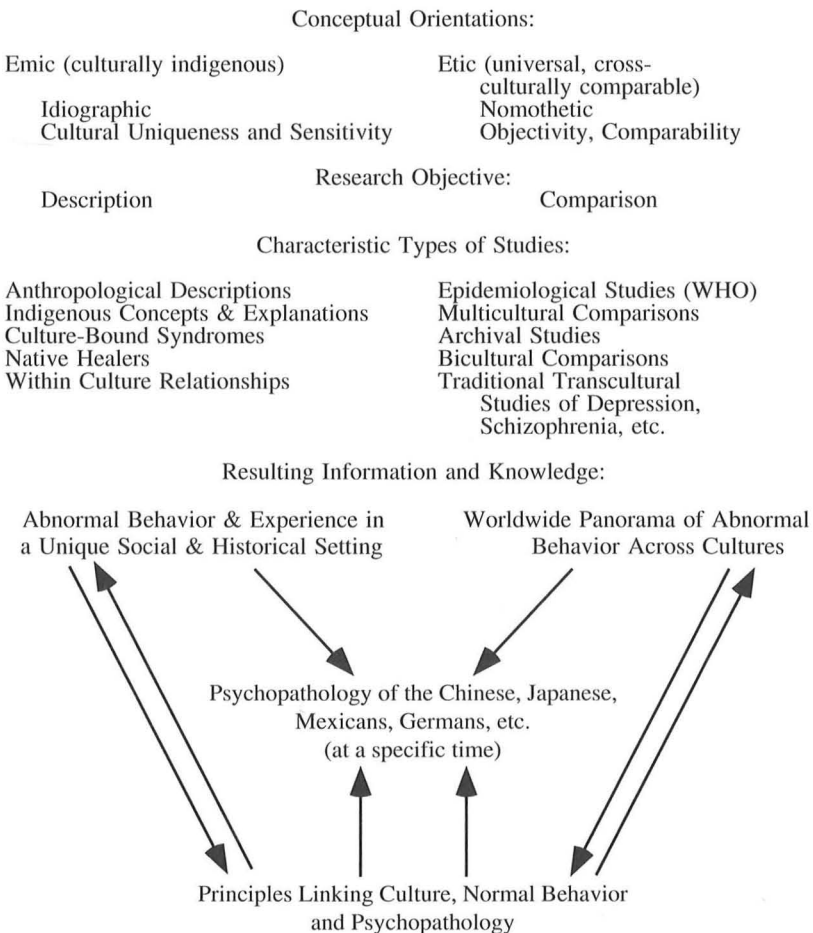 Conceptual Orientations:
Emic (culturally indigenous)
Etic (universal, cross-
culturally comparable)
Idiographic
Nomothetic
Cultural Uniqueness and Sensitivity
Objectivity, Comparability
Research Objective:
Description
Comparison
Characteristic Types of Studies:
Anthropological Descriptions
Indigenous Concepts & Explanations
Culture-Bound Syndromes
Native Healers
Within Culture Relationships
Epidemiological Studies (WHO)
Multicultural Comparisons
Archival Studies
Bicultural Comparisons
Traditional Transcultural
Studies of Depression,
Schizophrenia, etc.
Resulting Information and Knowledge:
Abnormal Behavior & Experience in
a Unique Social & Historical Setting
Worldwide Panorama of Abnormal
Behavior Across Cultures
Psychopathology of the Chinese, Japanese,
Mexicans, Germans, etc.
(at a specific time)
Principles Linking Culture, Normal Behavior
and Psychopathology